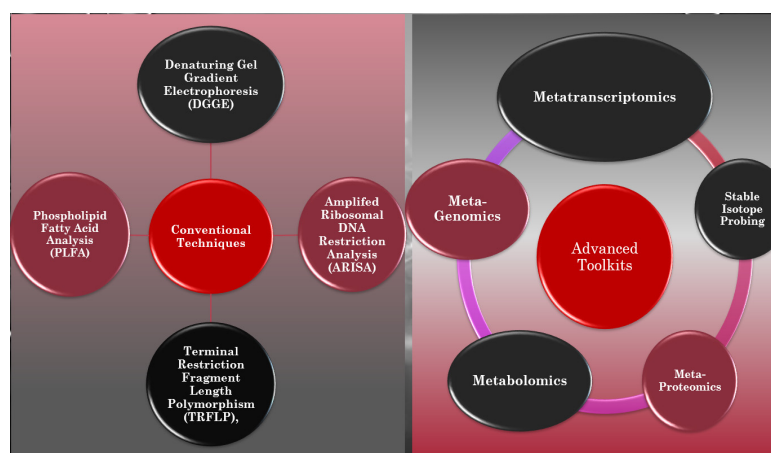 Denaturing Gel
Gradient
Electrophoresis
(DGGE)
Phospholipid
Fatty Acid
Analysis
(PLFA)
Conventional
Techniques
Amplifed
Ribosomal
DNA
Restriction
Analysis
(ARISA)
Terminal
Restriction
Fragment
Length
Polymorphism
(TRFLP),
Metatranscriptomics
Meta-
Genomics
Stable
Isotope
Probing
Advanced
Toolkits
Metabolomics
Meta-
Proteomics